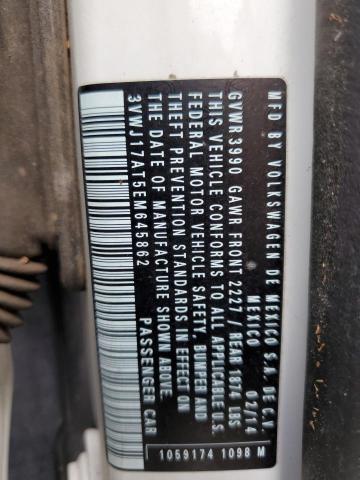 MFD BY VOLKSWAGEN DE MEXICO S.A. DE C.V.
MEXICO 02/14
GVWR 3990 GAWR FRONT 2227/ REAR 1874 LBS
THIS VEHICLE CONFORMS TO ALL APPLICABLE U.S.
FEDERAL MOTOR VEHICLE SAFETY, BUMPER AND
THEFT PREVENTION STANDARDS IN EFFECT ON
THE DATE OF MANUFACTURE SHOWN ABOVE.
3VWJ17AT5EM645862 PASSENGER CAR
1059174 1098 M